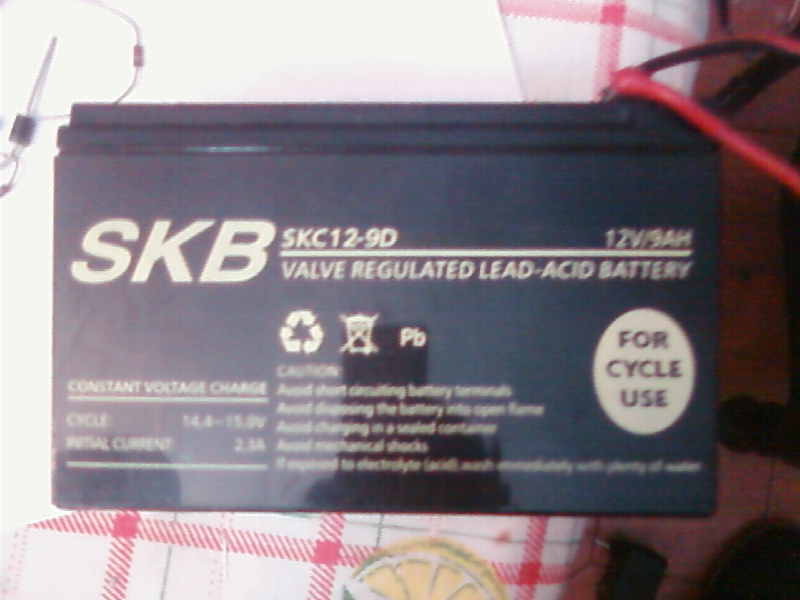 SKB
SKC12-9D 12V/9AH
VALVE REGULATED LEAD-ACID BATTERY
Pb
FOR
CYCLE
USE
CONSTANT VOLTAGE CHARGE
CYCLE: 14.4~15.0V
INITIAL CURRENT: 2.3A
CAUTION:
Avoid short circuiting battery terminals
Avoid disposing the battery into open flame
Avoid charging in a sealed container
Avoid mechanical shocks
If exposed to electrolyte (acid) wash immediately with plenty of water